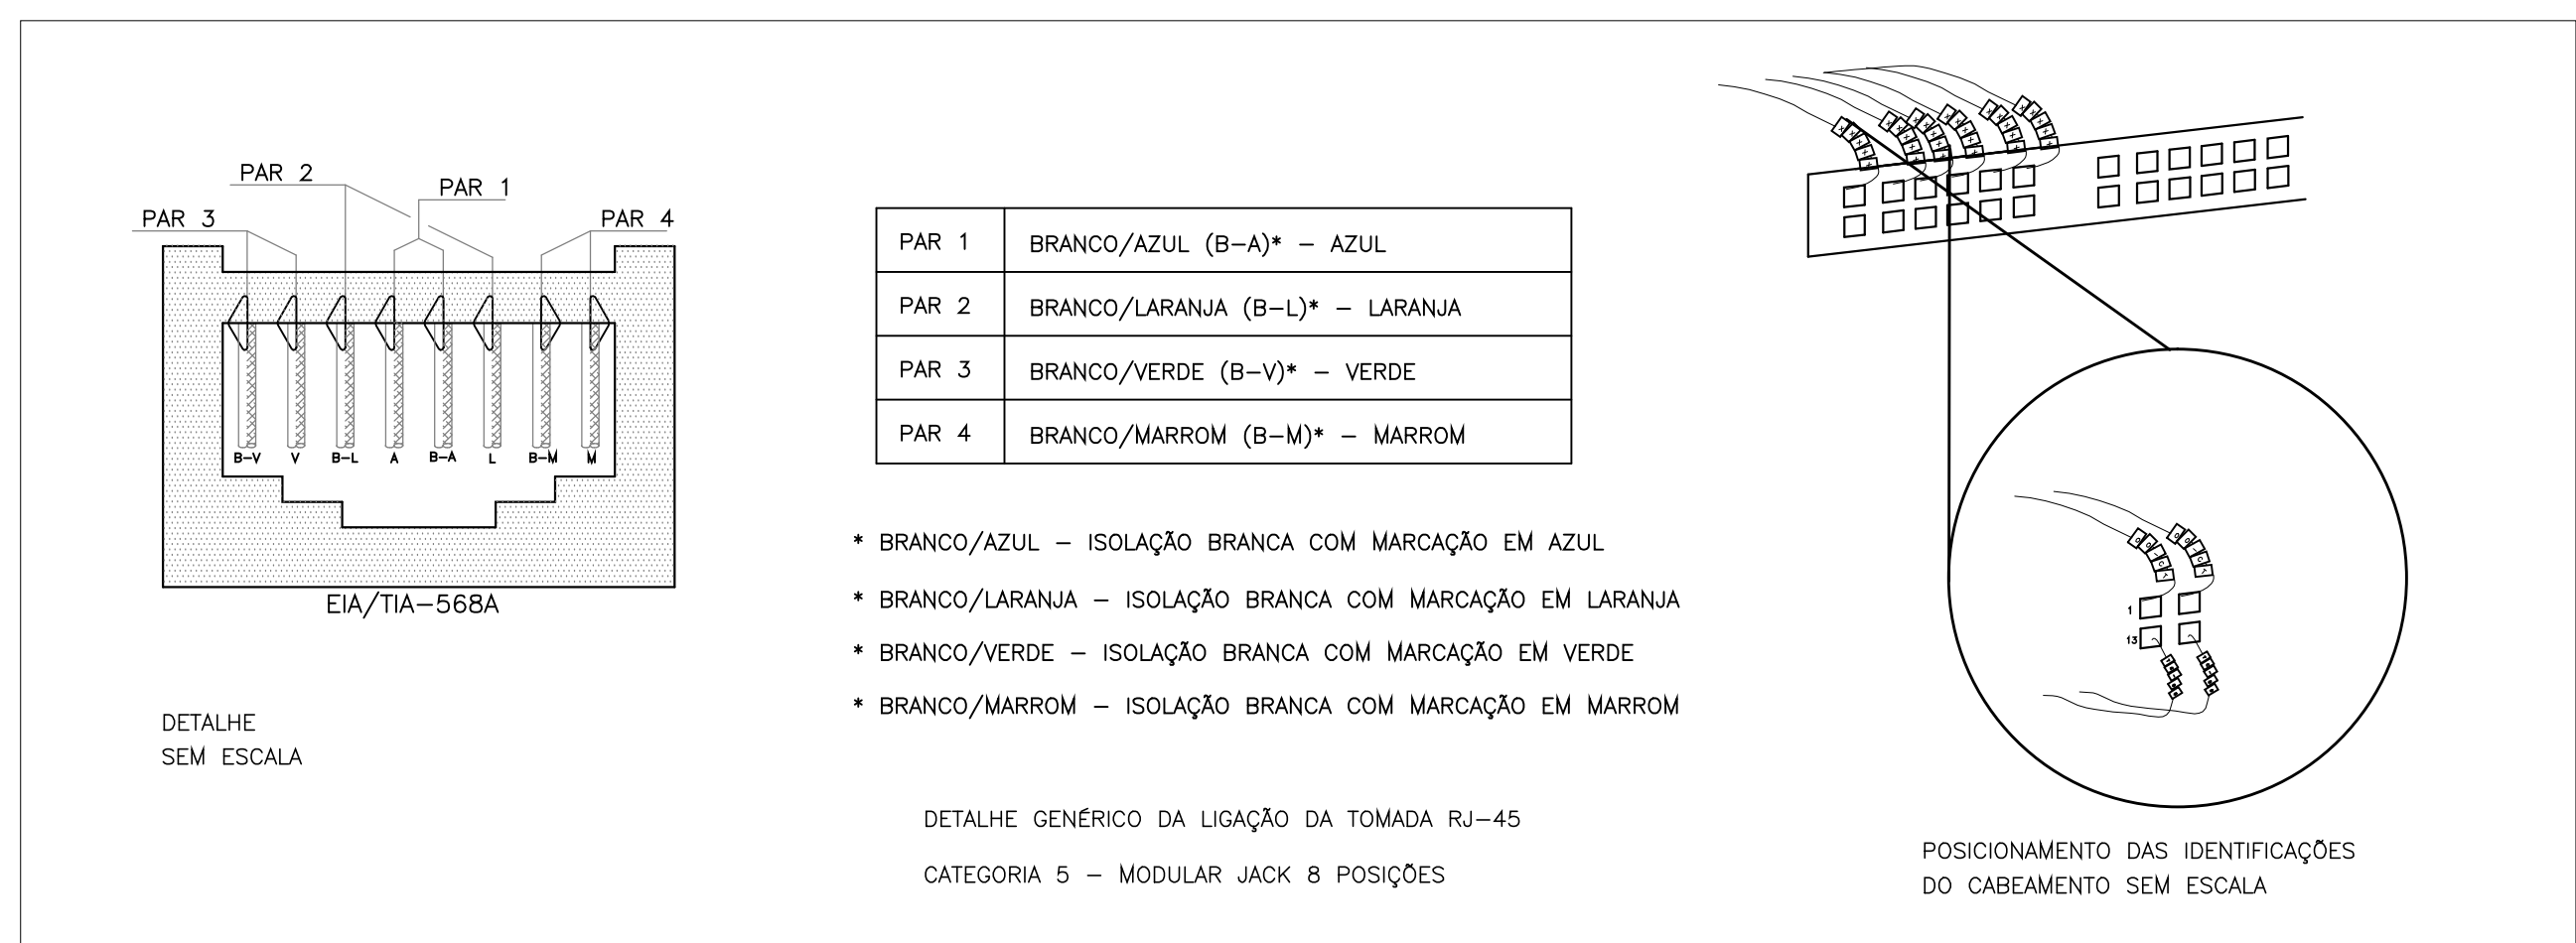 PAR 2
PAR 1
PAR 3
PAR 4
B-V V B-L A B-A L B-M M
EIA/TIA-568A
DETALHE
SEM ESCALA
PAR 1 BRANCO/AZUL (B-A)* - AZUL
PAR 2 BRANCO/LARANJA (B-L)* - LARANJA
PAR 3 BRANCO/VERDE (B-V)* - VERDE
PAR 4 BRANCO/MARROM (B-M)* - MARROM
* BRANCO/AZUL - ISOLAÇÃO BRANCA COM MARCAÇÃO EM AZUL
* BRANCO/LARANJA - ISOLAÇÃO BRANCA COM MARCAÇÃO EM LARANJA
* BRANCO/VERDE - ISOLAÇÃO BRANCA COM MARCAÇÃO EM VERDE
* BRANCO/MARROM - ISOLAÇÃO BRANCA COM MARCAÇÃO EM MARROM
DETALHE GENÉRICO DA LIGAÇÃO DA TOMADA RJ-45
CATEGORIA 5 - MODULAR JACK 8 POSIÇÕES
1
13
POSICIONAMENTO DAS IDENTIFICAÇÕES
DO CABEAMENTO SEM ESCALA